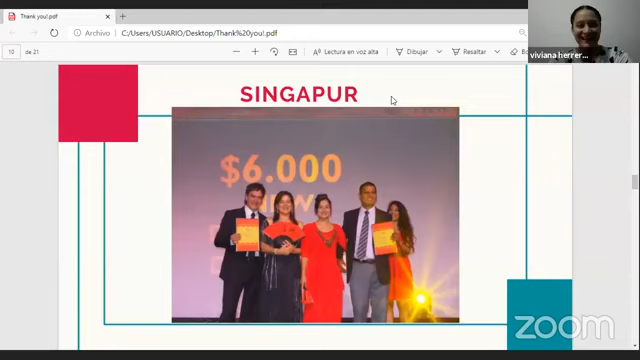 Thank you!.pdf
Archivo
C:/Users/USUARIO/Desktop/Thank%20you!.pdf
10 de 21
Lectura en voz alta
Dibujar
Resaltar
viviana herrer...
SINGAPUR
$6.000
zoom